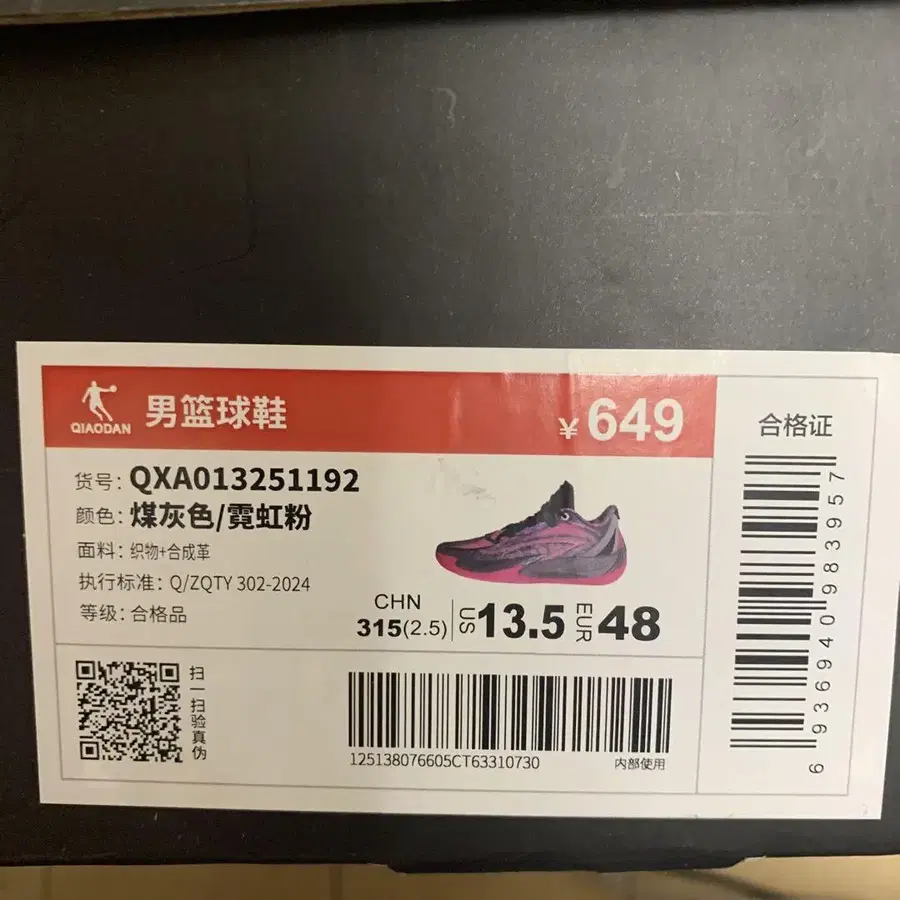 QIAODAN
男篮球鞋
¥649
合格证
货号: QXA013251192
颜色: 煤灰色/霓虹粉
面料: 织物+合成革
执行标准: Q/ZQTY 302-2024
等级: 合格品
CHN
315(2.5)
US 13.5
EUR 48
扫一扫验真伪
125138076605CT63310730
内部使用
6936940983957